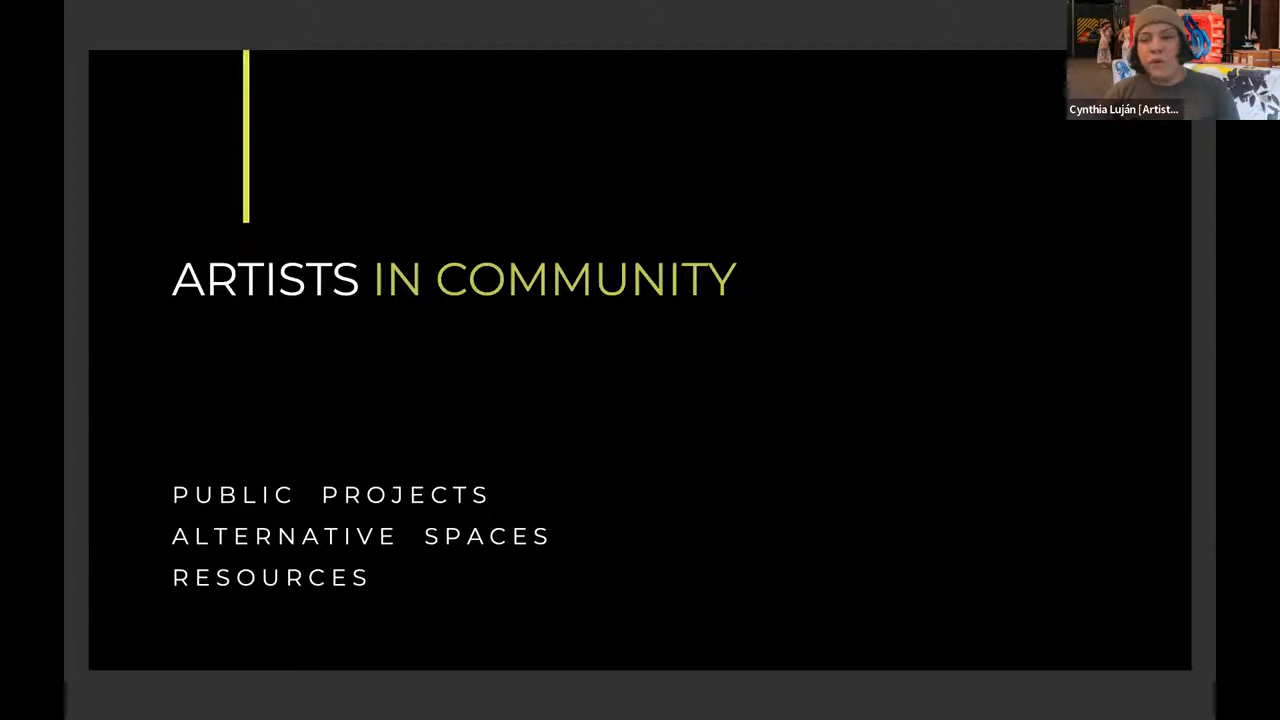 Cynthia Luján [Artist...
ARTISTS IN COMMUNITY
PUBLIC PROJECTS
ALTERNATIVE SPACES
RESOURCES